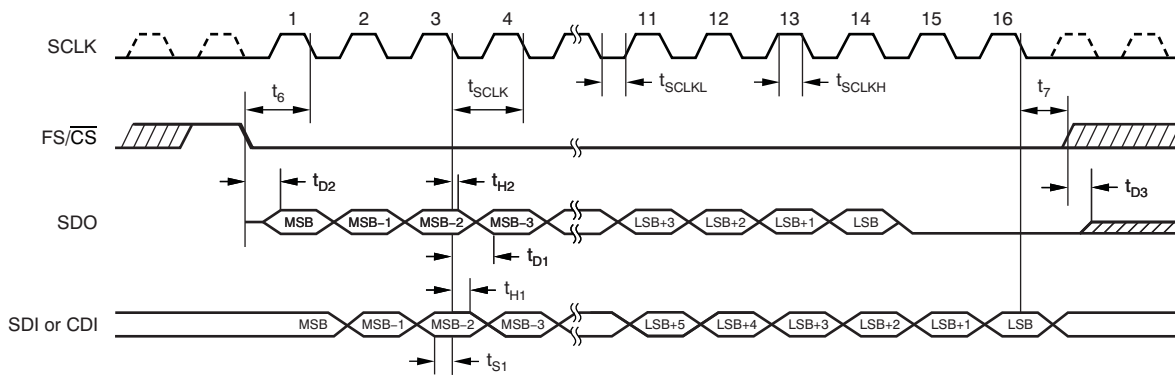 1 2 3 4 11 12 13 14 15 16
SCLK
t6 tSCLK tSCLKL tSCLKH t7
FS/CS
tD2 tH2 tD3
SDO MSB MSB−1 MSB−2 MSB−3 LSB+3 LSB+2 LSB+1 LSB
tD1
tH1
SDI or CDI MSB MSB−1 MSB−2 MSB−3 LSB+5 LSB+4 LSB+3 LSB+2 LSB+1 LSB
tS1